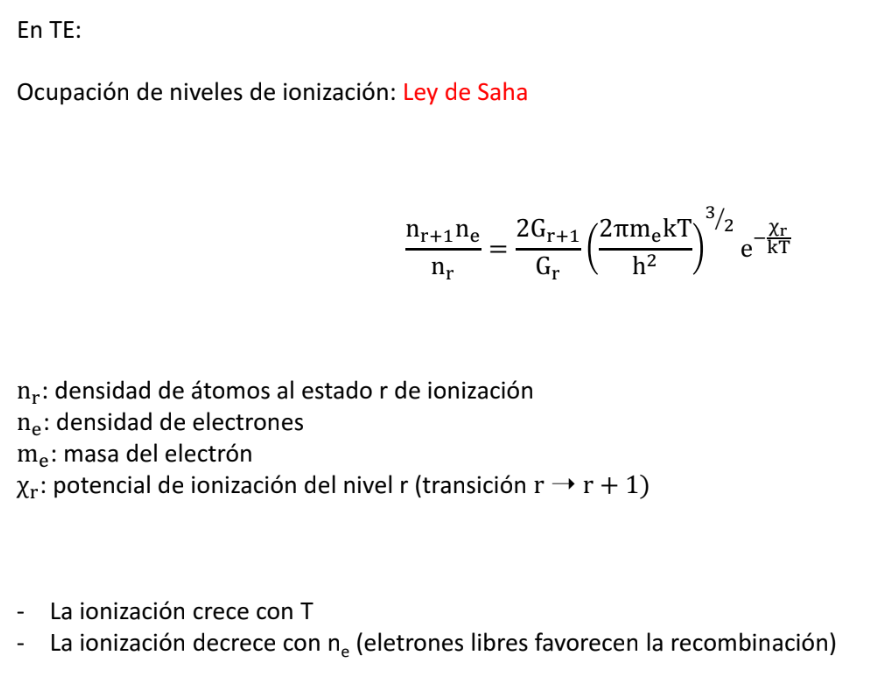 En TE:
Ocupación de niveles de ionización: Ley de Saha
$\frac{n_{r+1}n_e}{n_r} = \frac{2G_{r+1}}{G_r}\left(\frac{2\pi m_e kT}{h^2}\right)^{3/2} e^{-\frac{\chi_r}{kT}}$
n_r: densidad de átomos al estado r de ionización
n_e: densidad de electrones
m_e: masa del electrón
χ_r: potencial de ionización del nivel r (transición r → r + 1)
- La ionización crece con T
- La ionización decrece con n_e (eletrones libres favorecen la recombinación)